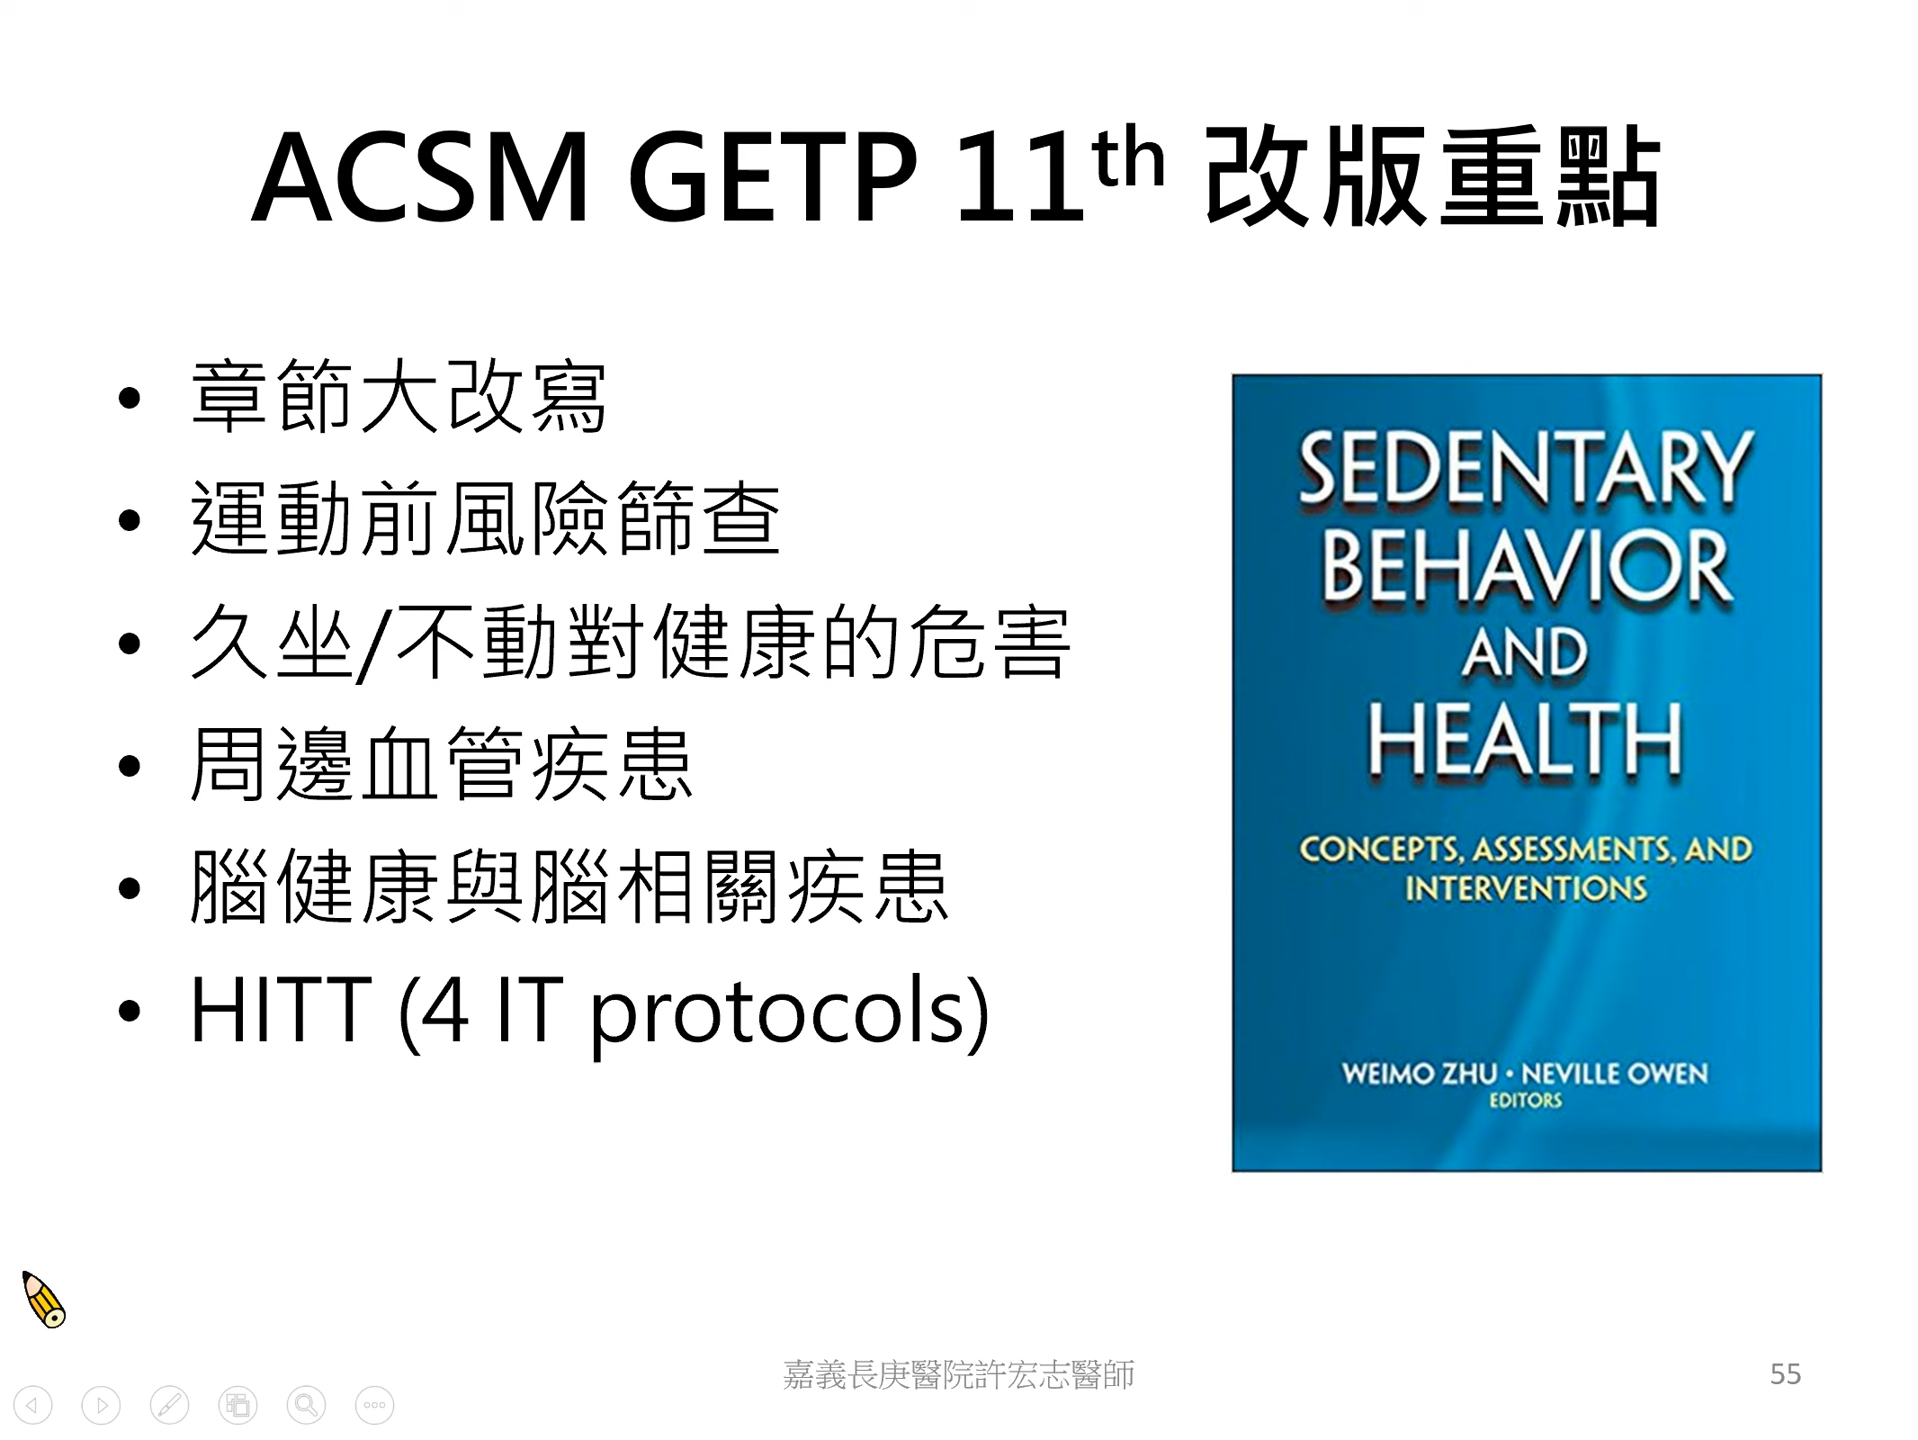 ACSM GETP 11th 改版重點
• 章節大改寫
• 運動前風險篩查
• 久坐/不動對健康的危害
• 周邊血管疾患
• 腦健康與腦相關疾患
• HITT (4 IT protocols)
SEDENTARY
BEHAVIOR
AND
HEALTH
CONCEPTS, ASSESSMENTS, AND
INTERVENTIONS
WEIMO ZHU • NEVILLE OWEN
EDITORS
嘉義長庚醫院許宏志醫師
55